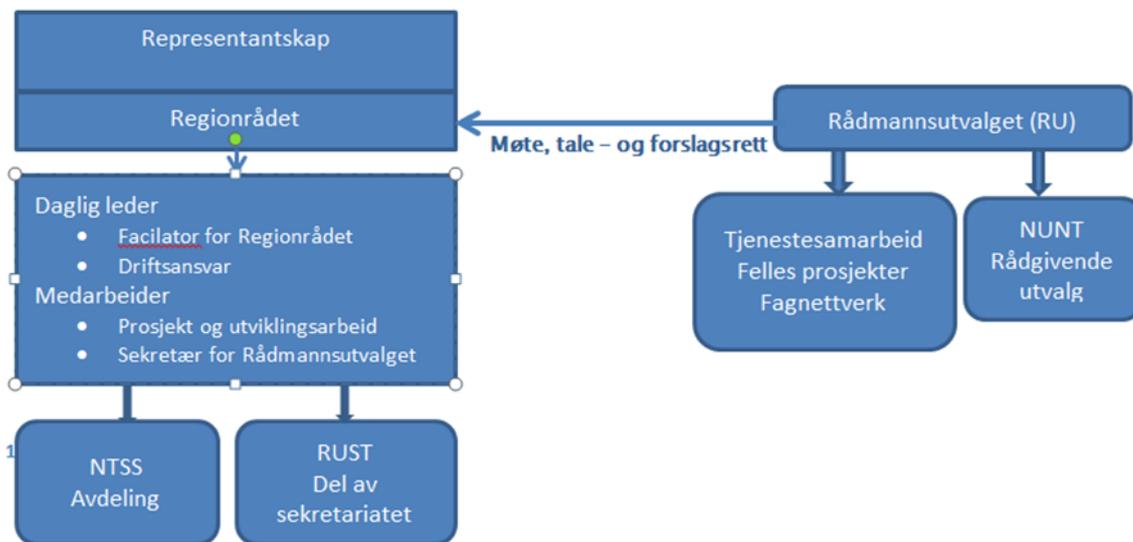 Representantskap
Regionrådet
Møte, tale – og forslagsrett
Rådmannsutvalget (RU)
Daglig leder
• Facilator for Regionrådet
• Driftsansvar
Medarbeider
• Prosjekt og utviklingsarbeid
• Sekretær for Rådmannsutvalget
Tjenestesamarbeid
Felles prosjekter
Fagnettverk
NUNT
Rådgivende
utvalg
1
NTSS
Avdeling
RUST
Del av
sekretariatet